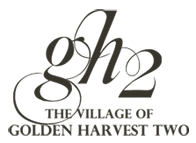 gh2
THE VILLAGE OF
GOLDEN HARVEST TWO